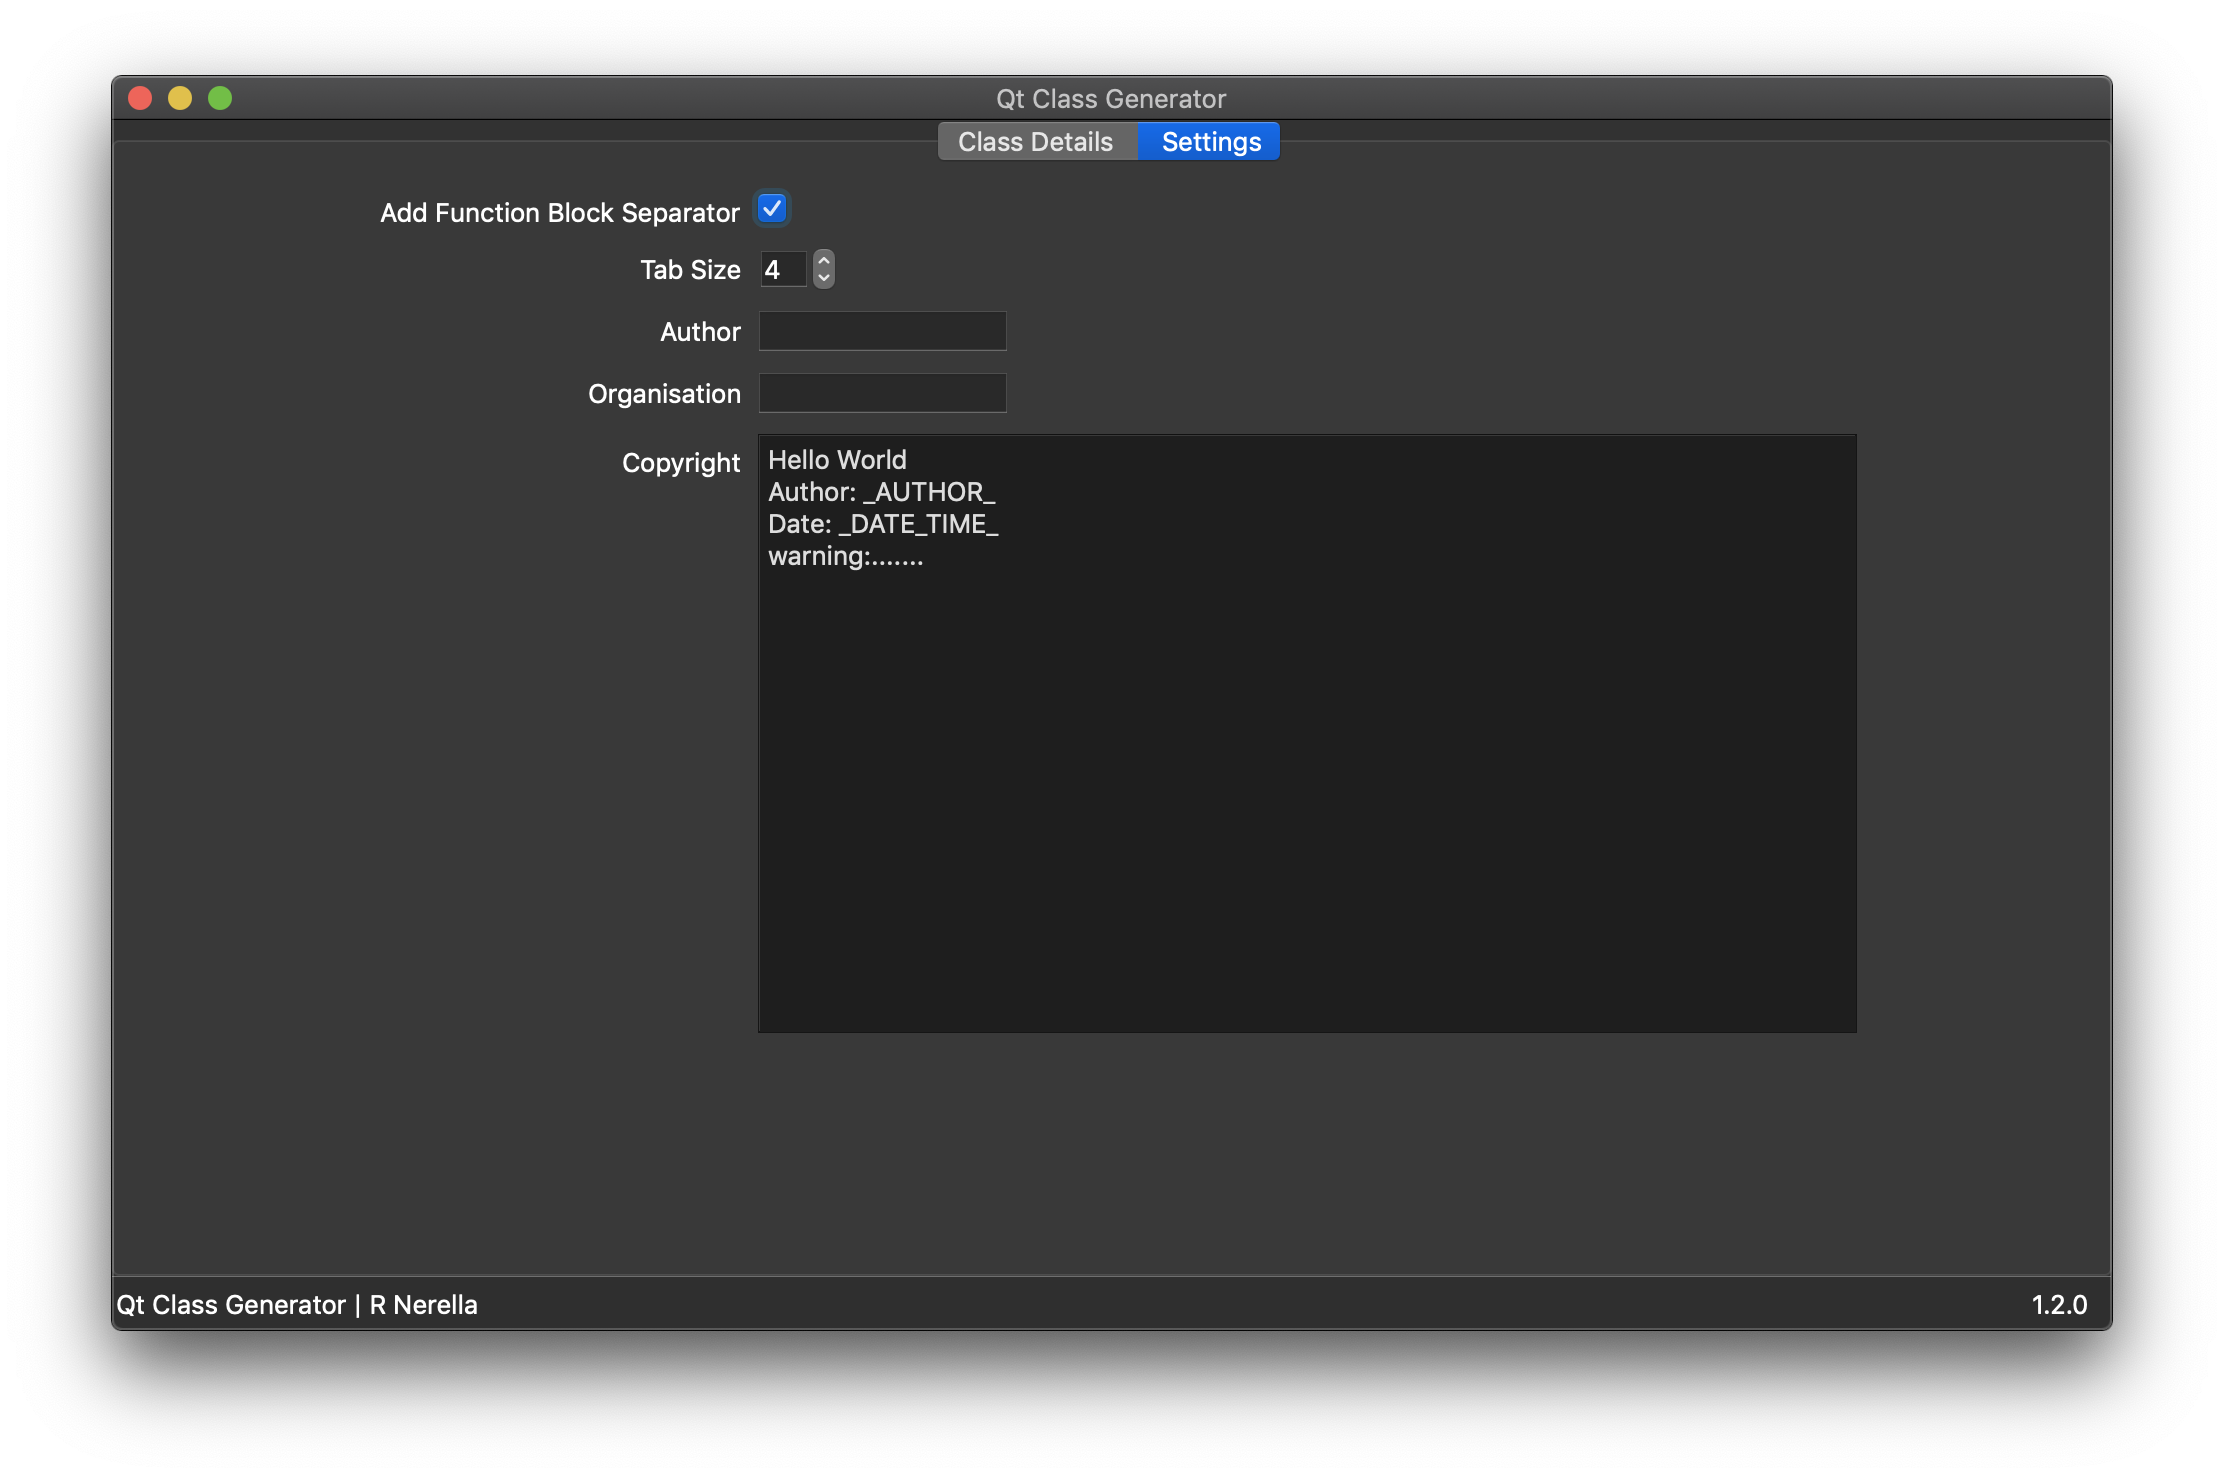 Qt Class Generator
Class Details Settings
Add Function Block Separator
Tab Size 4
Author
Organisation
Copyright
Hello World
Author: _AUTHOR_
Date: _DATE_TIME_
warning:.......
Qt Class Generator | R Nerella 1.2.0